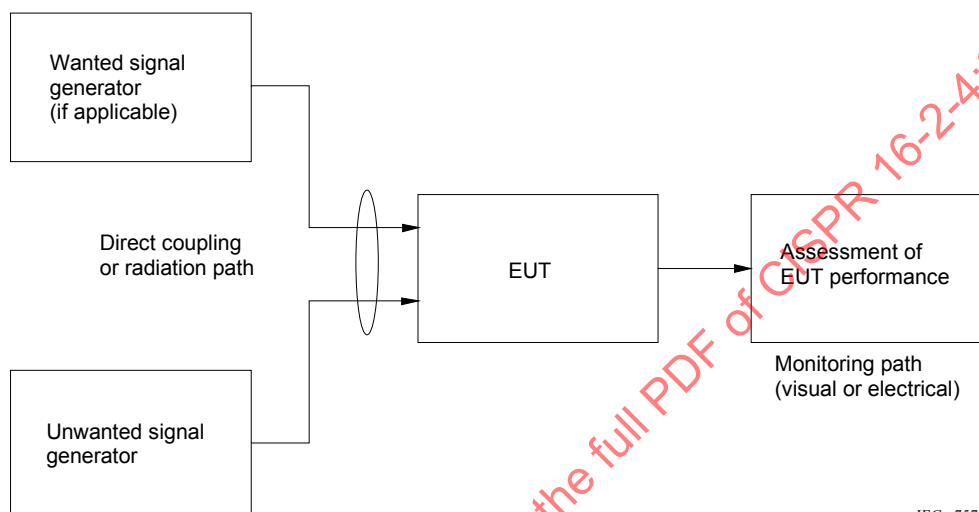 Wanted signal
generator
(if applicable)
Direct coupling
or radiation path
EUT
Assessment of
EUT performance
Monitoring path
(visual or electrical)
Unwanted signal
generator
the full PDF of CISPR 16-2-4:
IEC